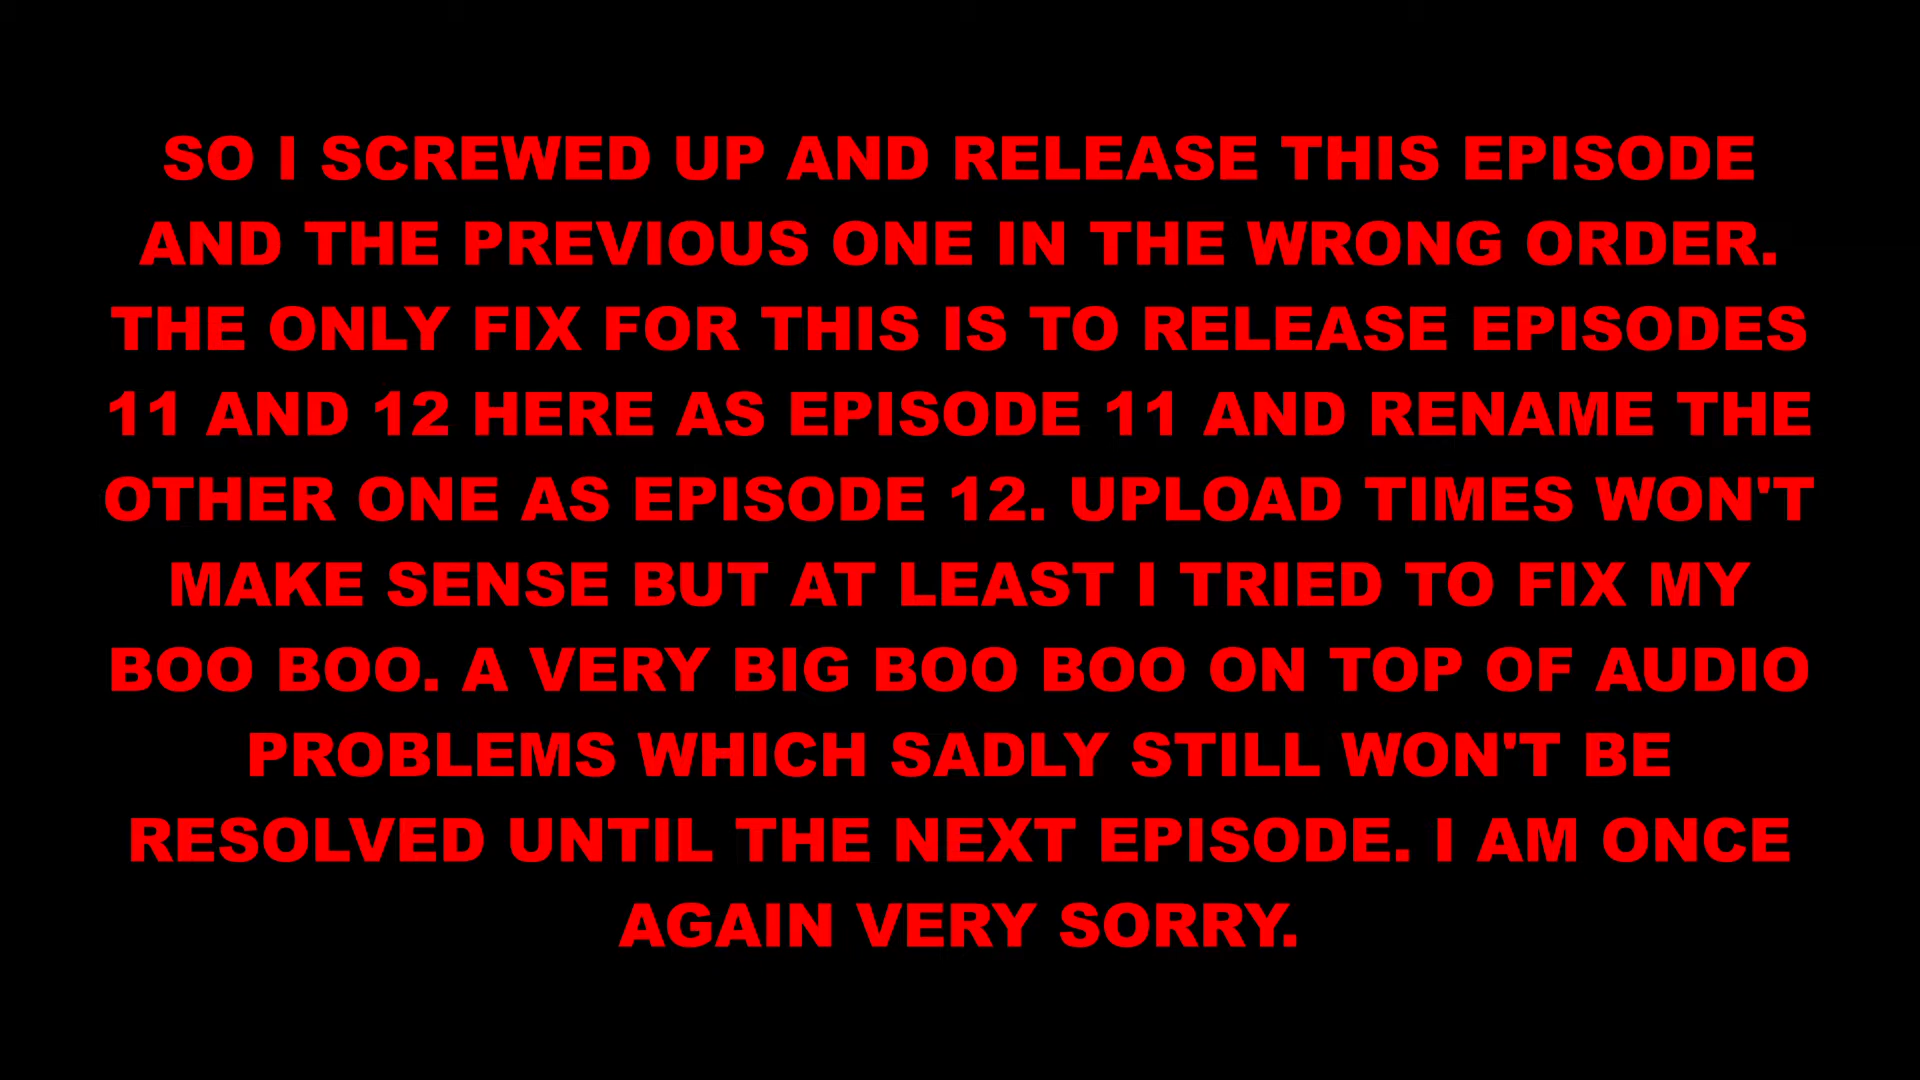 SO I SCREWED UP AND RELEASE THIS EPISODE
AND THE PREVIOUS ONE IN THE WRONG ORDER.
THE ONLY FIX FOR THIS IS TO RELEASE EPISODES
11 AND 12 HERE AS EPISODE 11 AND RENAME THE
OTHER ONE AS EPISODE 12. UPLOAD TIMES WON'T
MAKE SENSE BUT AT LEAST I TRIED TO FIX MY
BOO BOO. A VERY BIG BOO BOO ON TOP OF AUDIO
PROBLEMS WHICH SADLY STILL WON'T BE
RESOLVED UNTIL THE NEXT EPISODE. I AM ONCE
AGAIN VERY SORRY.